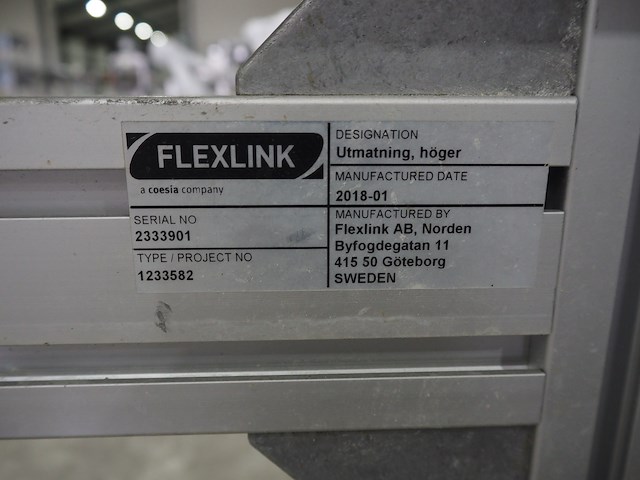 FLEXLINK
a coesia company
SERIAL NO
2333901
TYPE / PROJECT NO
1233582
DESIGNATION
Utmatning, höger
MANUFACTURED DATE
2018-01
MANUFACTURED BY
Flexlink AB, Norden
Byfogdegatan 11
415 50 Göteborg
SWEDEN